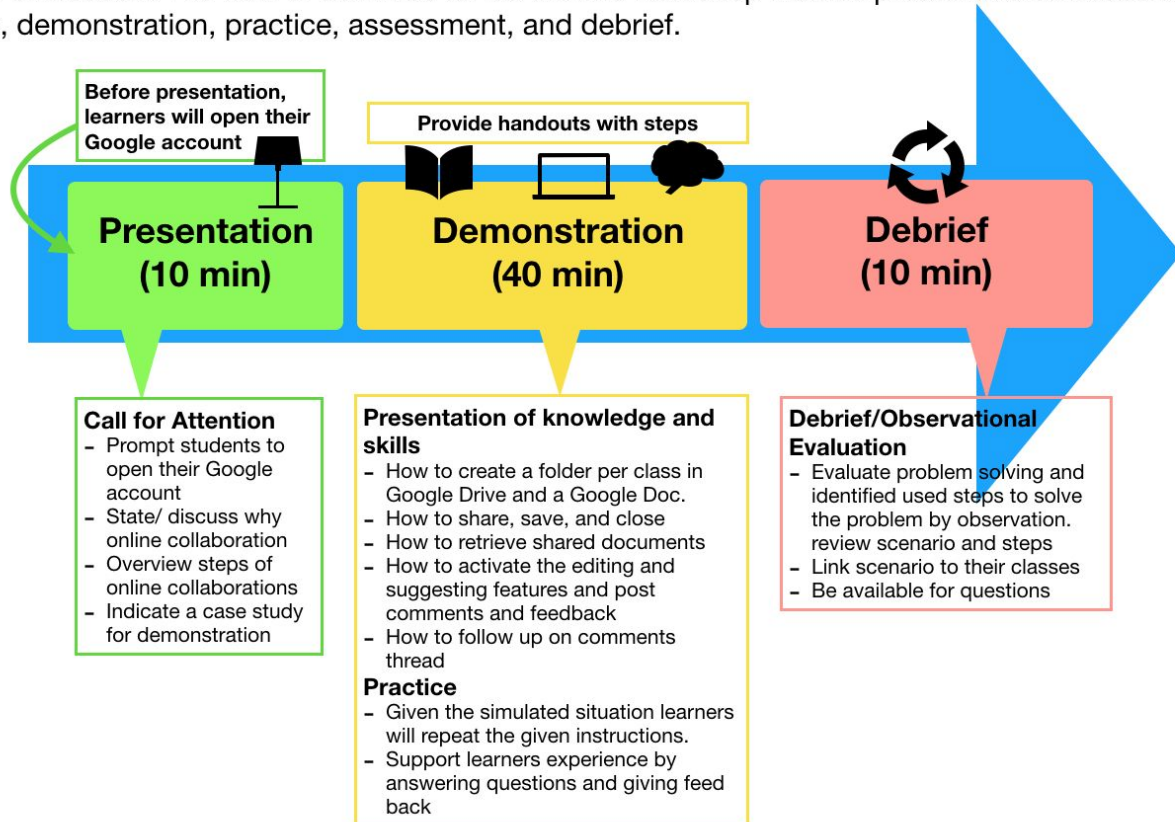 , demonstration, practice, assessment, and debrief.
Before presentation,
learners will open their
Google account
Provide handouts with steps
Presentation
(10 min)
Demonstration
(40 min)
Debrief
(10 min)
Call for Attention
- Prompt students to
open their Google
account
- State/ discuss why
online collaboration
- Overview steps of
online collaborations
- Indicate a case study
for demonstration
Presentation of knowledge and
skills
- How to create a folder per class in
Google Drive and a Google Doc.
- How to share, save, and close
- How to retrieve shared documents
- How to activate the editing and
suggesting features and post
comments and feedback
- How to follow up on comments
thread
Practice
- Given the simulated situation learners
will repeat the given instructions.
- Support learners experience by
answering questions and giving feed
back
Debrief/Observational
Evaluation
- Evaluate problem solving and
identified used steps to solve
the problem by observation.
review scenario and steps
- Link scenario to their classes
- Be available for questions